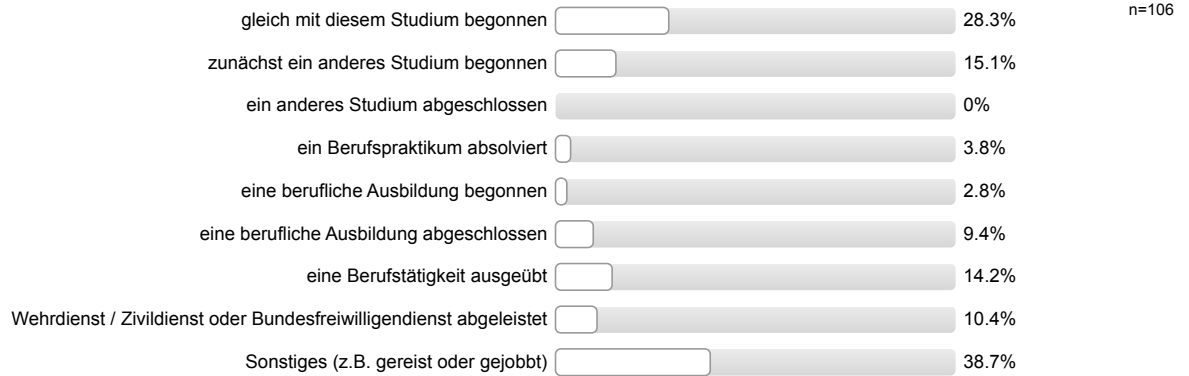 gleich mit diesem Studium begonnen 28.3% n=106
zunächst ein anderes Studium begonnen 15.1%
ein anderes Studium abgeschlossen 0%
ein Berufspraktikum absolviert 3.8%
eine berufliche Ausbildung begonnen 2.8%
eine berufliche Ausbildung abgeschlossen 9.4%
eine Berufstätigkeit ausgeübt 14.2%
Wehrdienst / Zivildienst oder Bundesfreiwilligendienst abgeleistet 10.4%
Sonstiges (z.B. gereist oder gejobbt) 38.7%